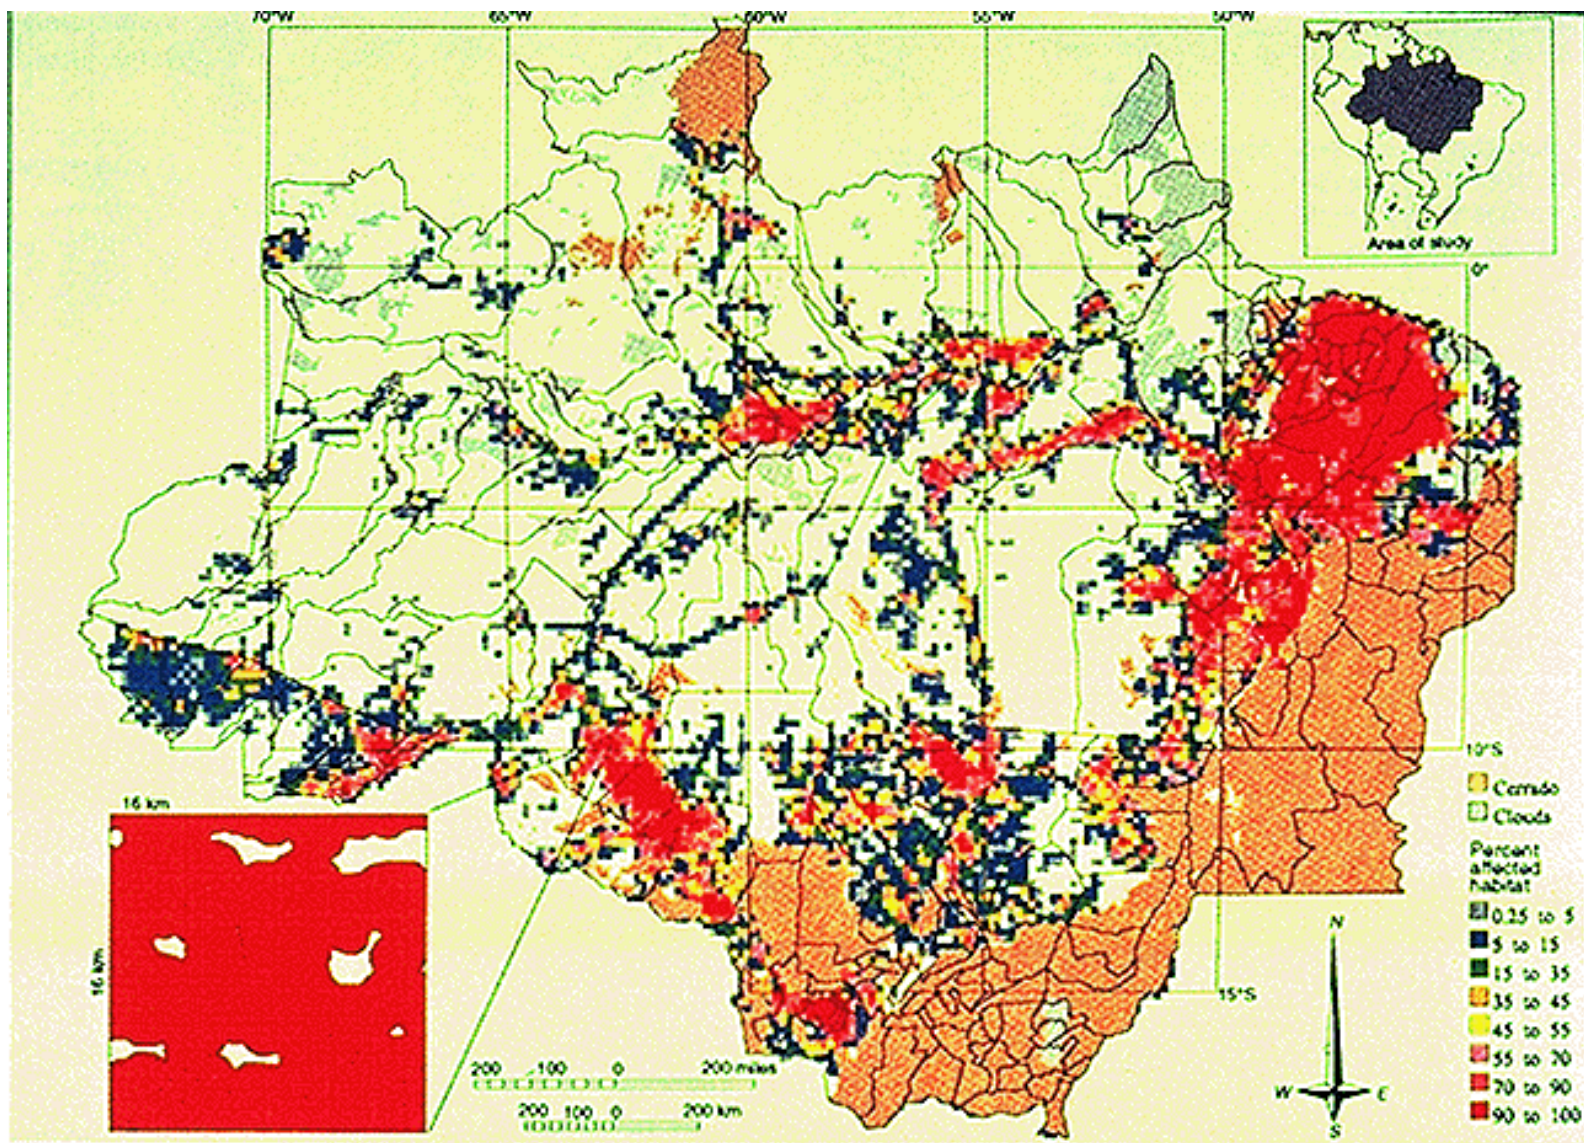 70°W 65°W 60°W 55°W 50°W
Area of study
0°
10°S
Cerrado
Clouds
Percent
affected
habitat
0.25 to 5
5 to 15
15 to 35
35 to 45
45 to 55
55 to 70
70 to 90
90 to 100
16 km
16 km
15°S
N
W E
S
200 100 0 200 miles
200 100 0 200 km